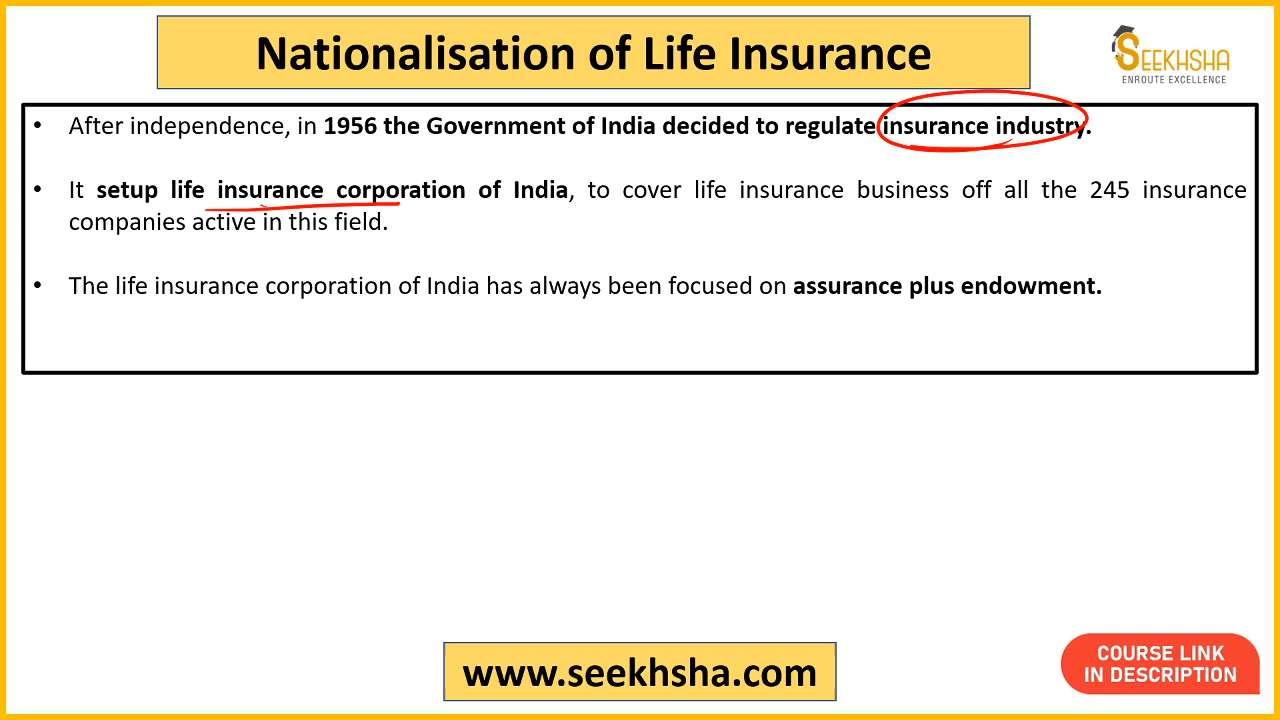 Nationalisation of Life Insurance
SEEKHSHA
ENROUTE EXCELLENCE
• After independence, in 1956 the Government of India decided to regulate insurance industry.
• It setup life insurance corporation of India, to cover life insurance business off all the 245 insurance
companies active in this field.
• The life insurance corporation of India has always been focused on assurance plus endowment.
www.seekhsha.com
COURSE LINK
IN DESCRIPTION